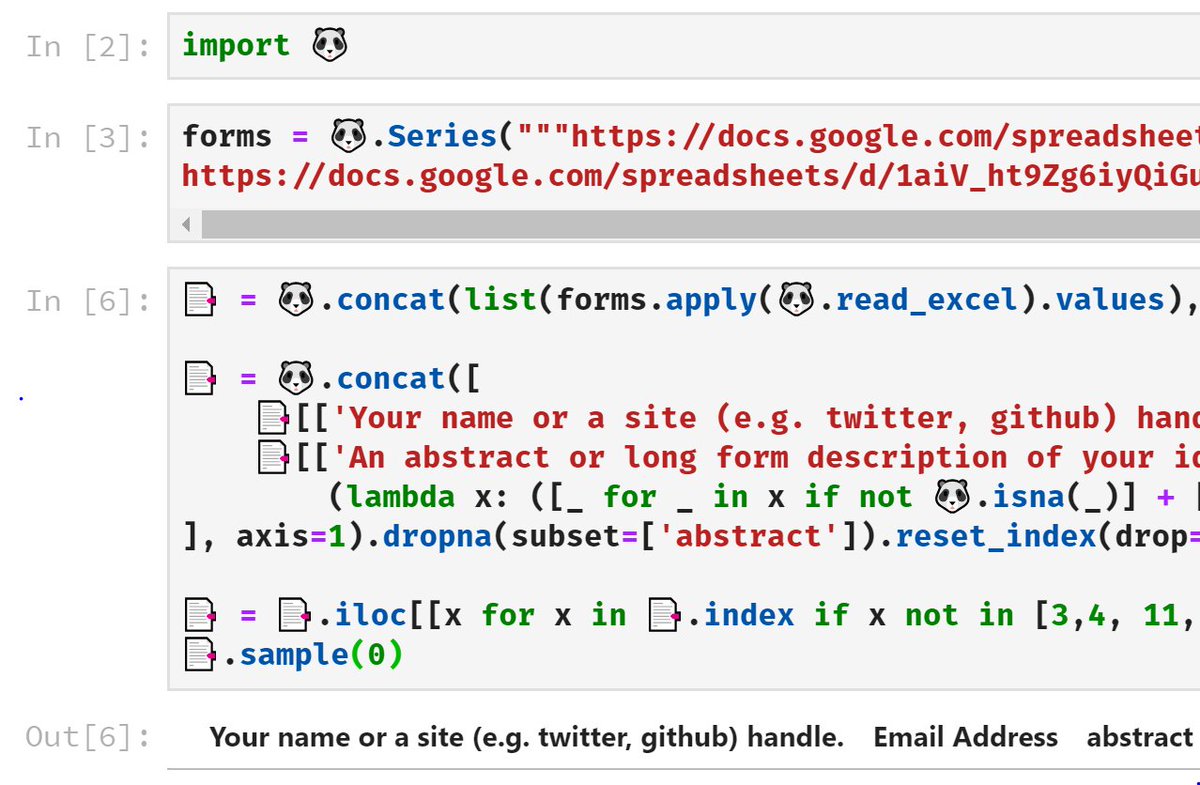 In [2]: import 🐼
In [3]: forms = 🐼.Series("""https://docs.google.com/spreadsheet
https://docs.google.com/spreadsheets/d/1aiV_ht9Zg6iyQiGu
In [6]: 📑 = 🐼.concat(list(forms.apply(🐼.read_excel).values),
📑 = 🐼.concat([
📑[['Your name or a site (e.g. twitter, github) hand
📑[['An abstract or long form description of your id
(lambda x: ([_ for _ in x if not 🐼.isna(_)] + [
], axis=1).dropna(subset=['abstract']).reset_index(drop=
📑 = 📑.iloc[[x for x in 📑.index if x not in [3,4, 11,
📑.sample(0)
Out[6]: Your name or a site (e.g. twitter, github) handle. Email Address abstract